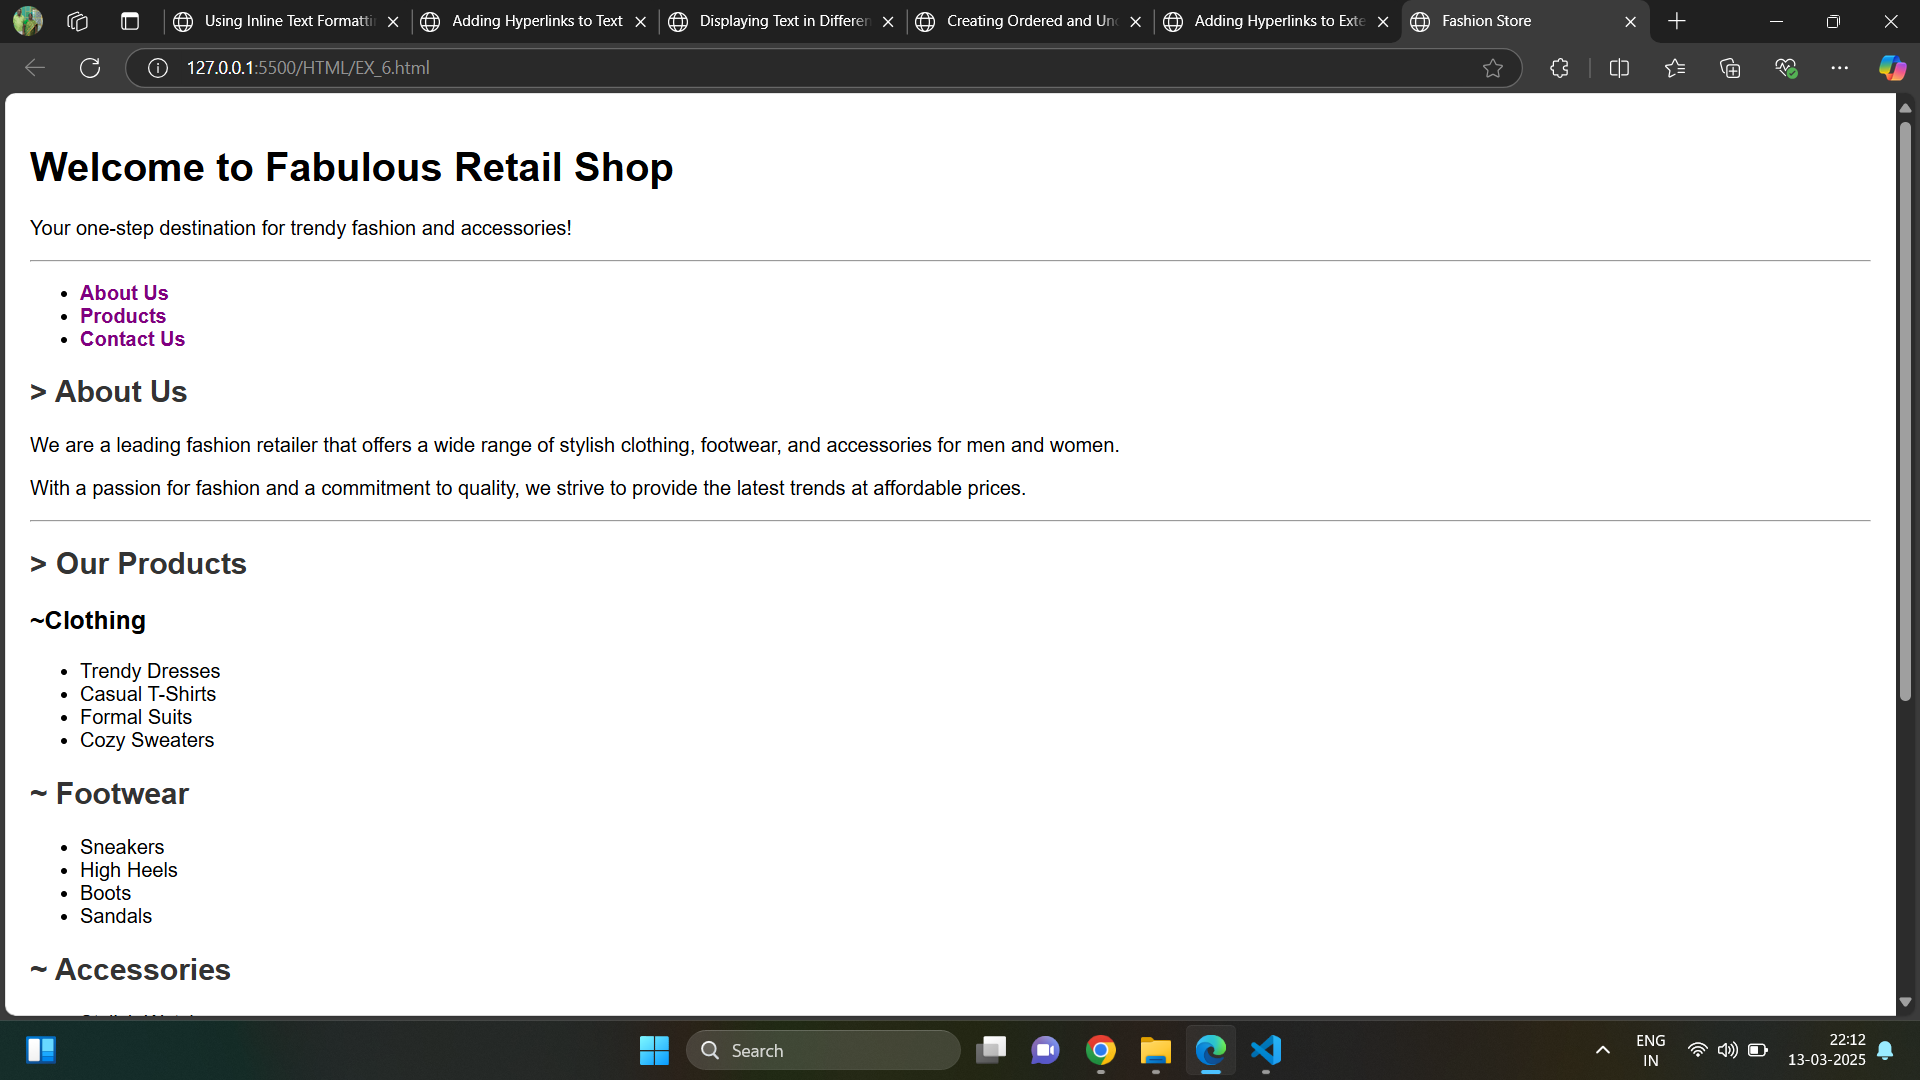 Using Inline Text Formatti
Adding Hyperlinks to Text
Displaying Text in Differen
Creating Ordered and Un
Adding Hyperlinks to Exte
Fashion Store
127.0.0.1:5500/HTML/EX_6.html
Welcome to Fabulous Retail Shop
Your one-step destination for trendy fashion and accessories!
• About Us
• Products
• Contact Us
> About Us
We are a leading fashion retailer that offers a wide range of stylish clothing, footwear, and accessories for men and women.
With a passion for fashion and a commitment to quality, we strive to provide the latest trends at affordable prices.
> Our Products
~Clothing
• Trendy Dresses
• Casual T-Shirts
• Formal Suits
• Cozy Sweaters
~ Footwear
• Sneakers
• High Heels
• Boots
• Sandals
~ Accessories
Search
ENG
IN
22:12
13-03-2025